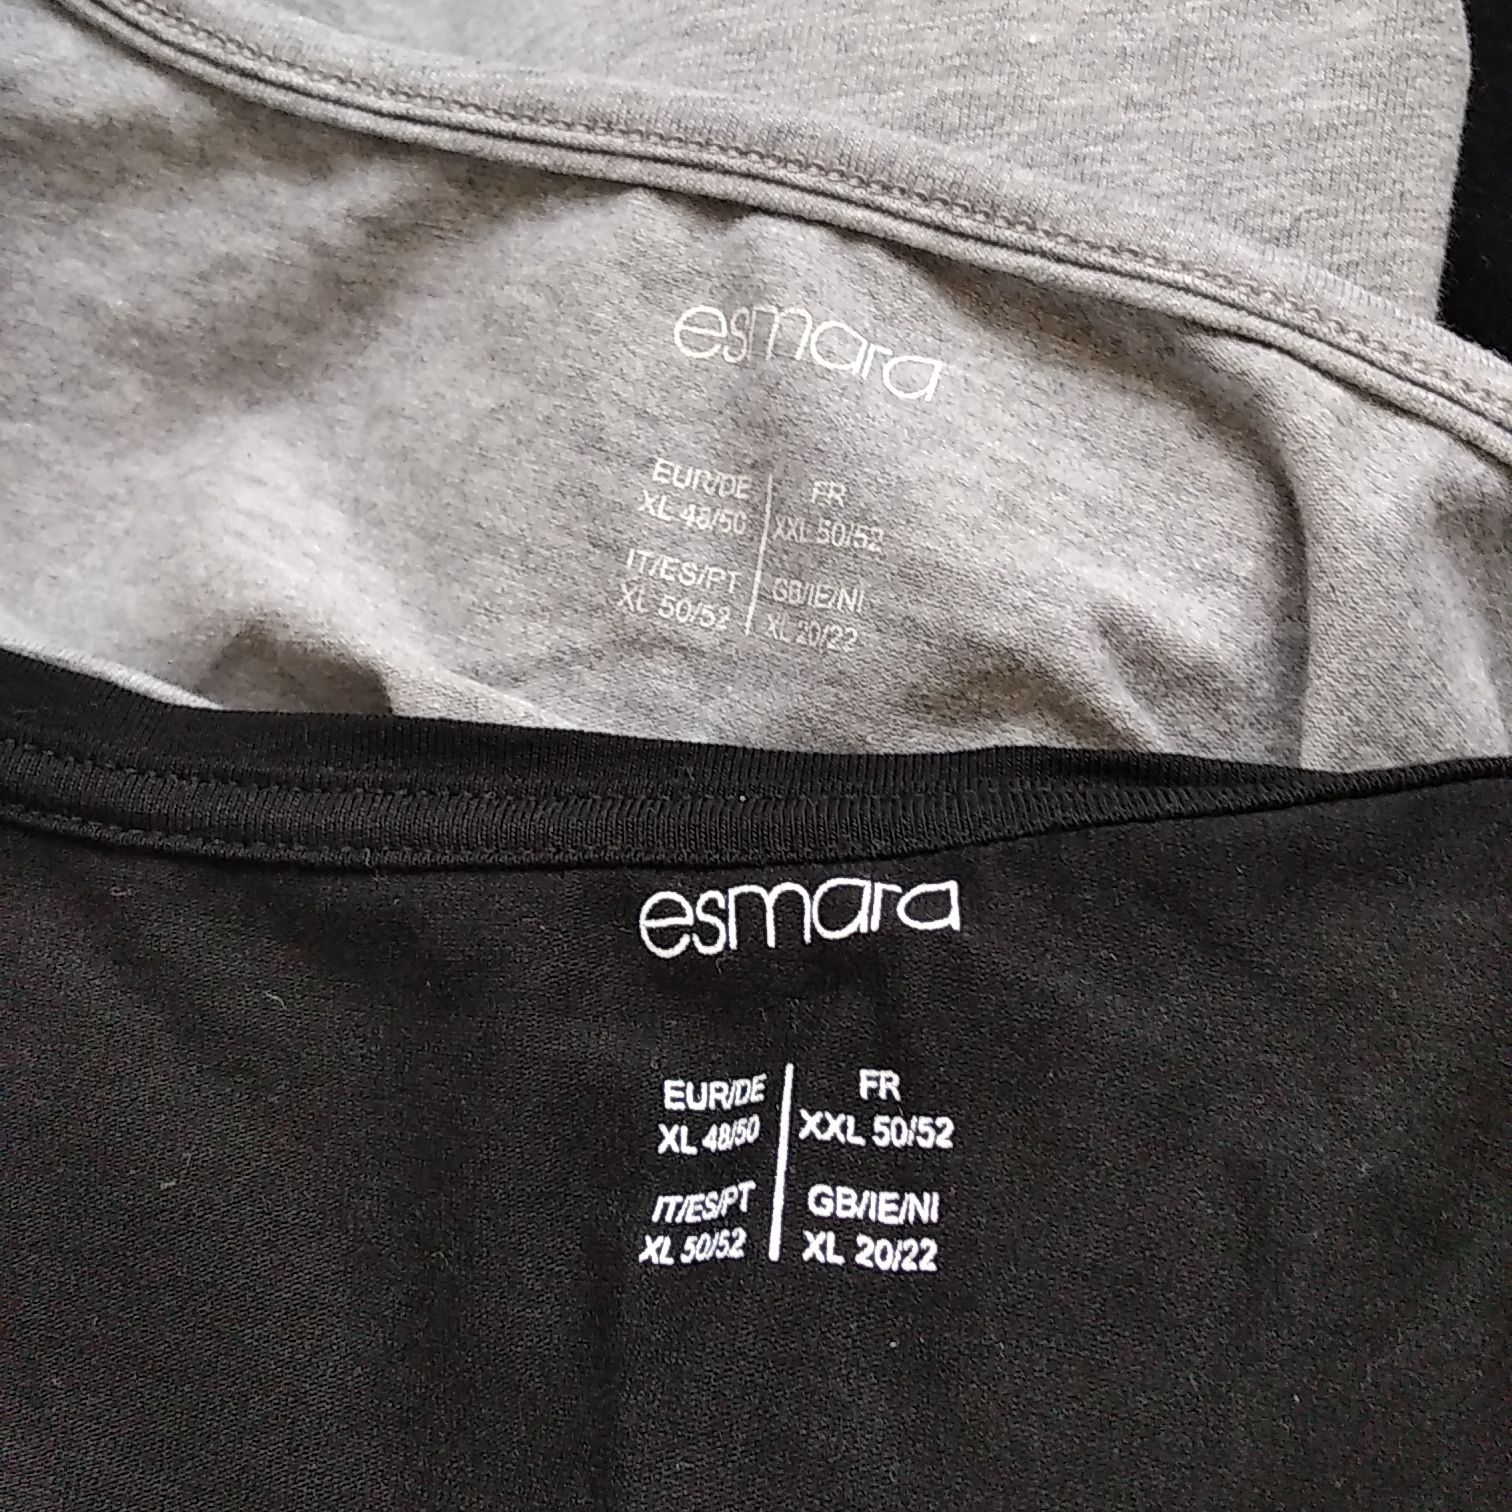 esmara
EUR/DE
XL 48/50
FR
XXL 50/52
IT/ES/PT
XL 50/52
GB/IE/NI
XL 20/22
esmara
EUR/DE
XL 48/50
FR
XXL 50/52
IT/ES/PT
XL 50/52
GB/IE/NI
XL 20/22